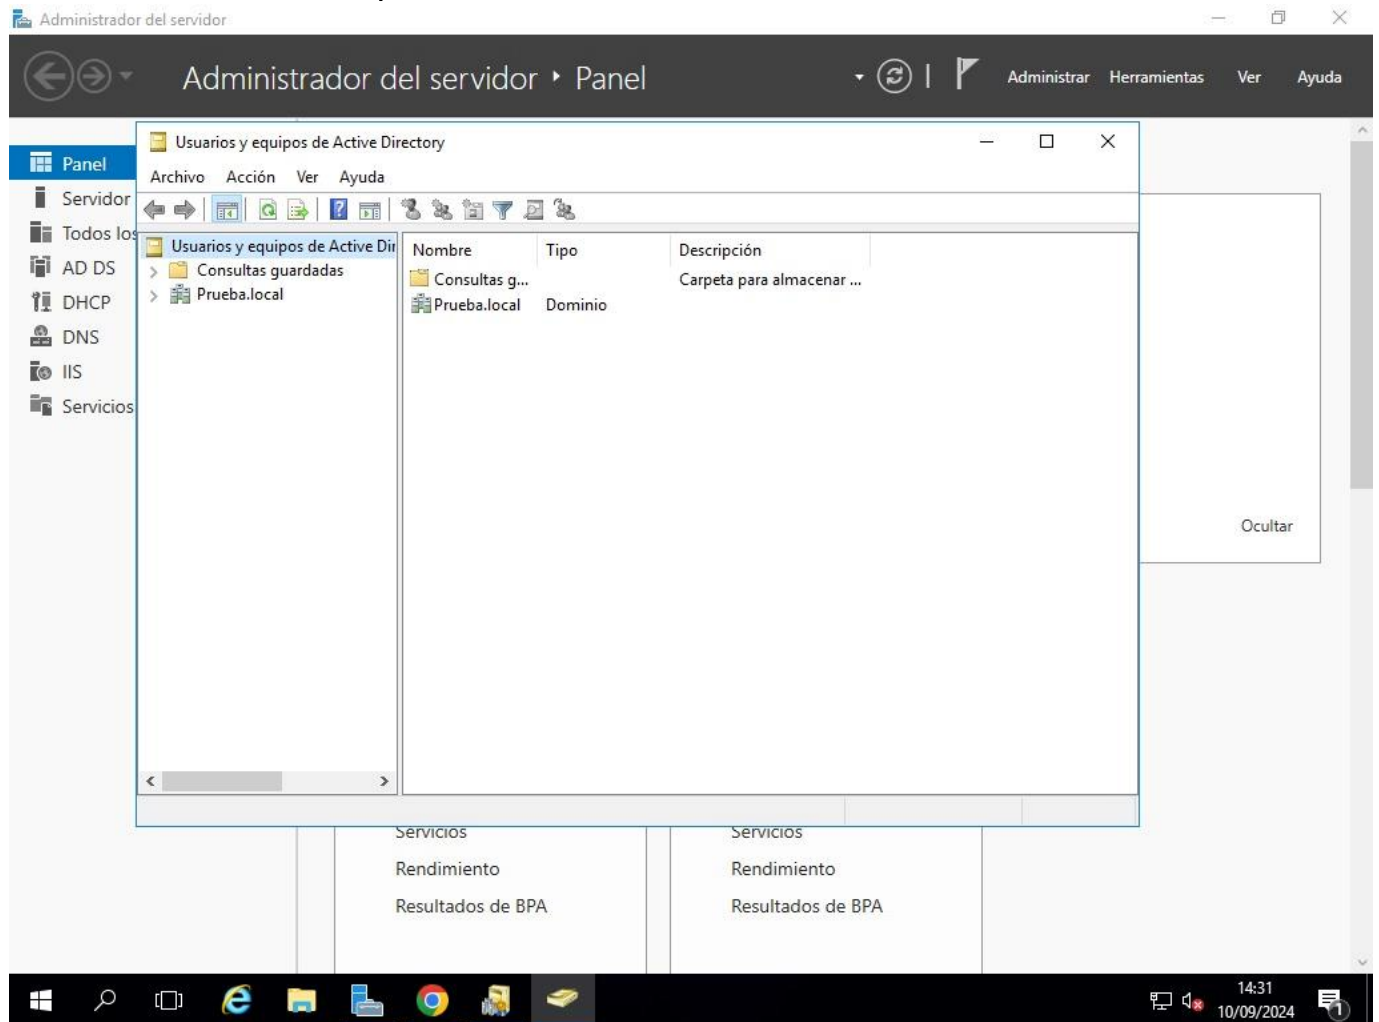 Administrador del servidor
Administrador del servidor ‣ Panel
Administrar Herramientas Ver Ayuda
Usuarios y equipos de Active Directory
Archivo Acción Ver Ayuda
Panel
Servidor
Todos los
AD DS
DHCP
DNS
IIS
Servicios
Usuarios y equipos de Active Dir
Consultas guardadas
Prueba.local
Nombre Tipo Descripción
Consultas g... Carpeta para almacenar ...
Prueba.local Dominio
Ocultar
Servicios Servicios
Rendimiento Rendimiento
Resultados de BPA Resultados de BPA
14:31
10/09/2024
1